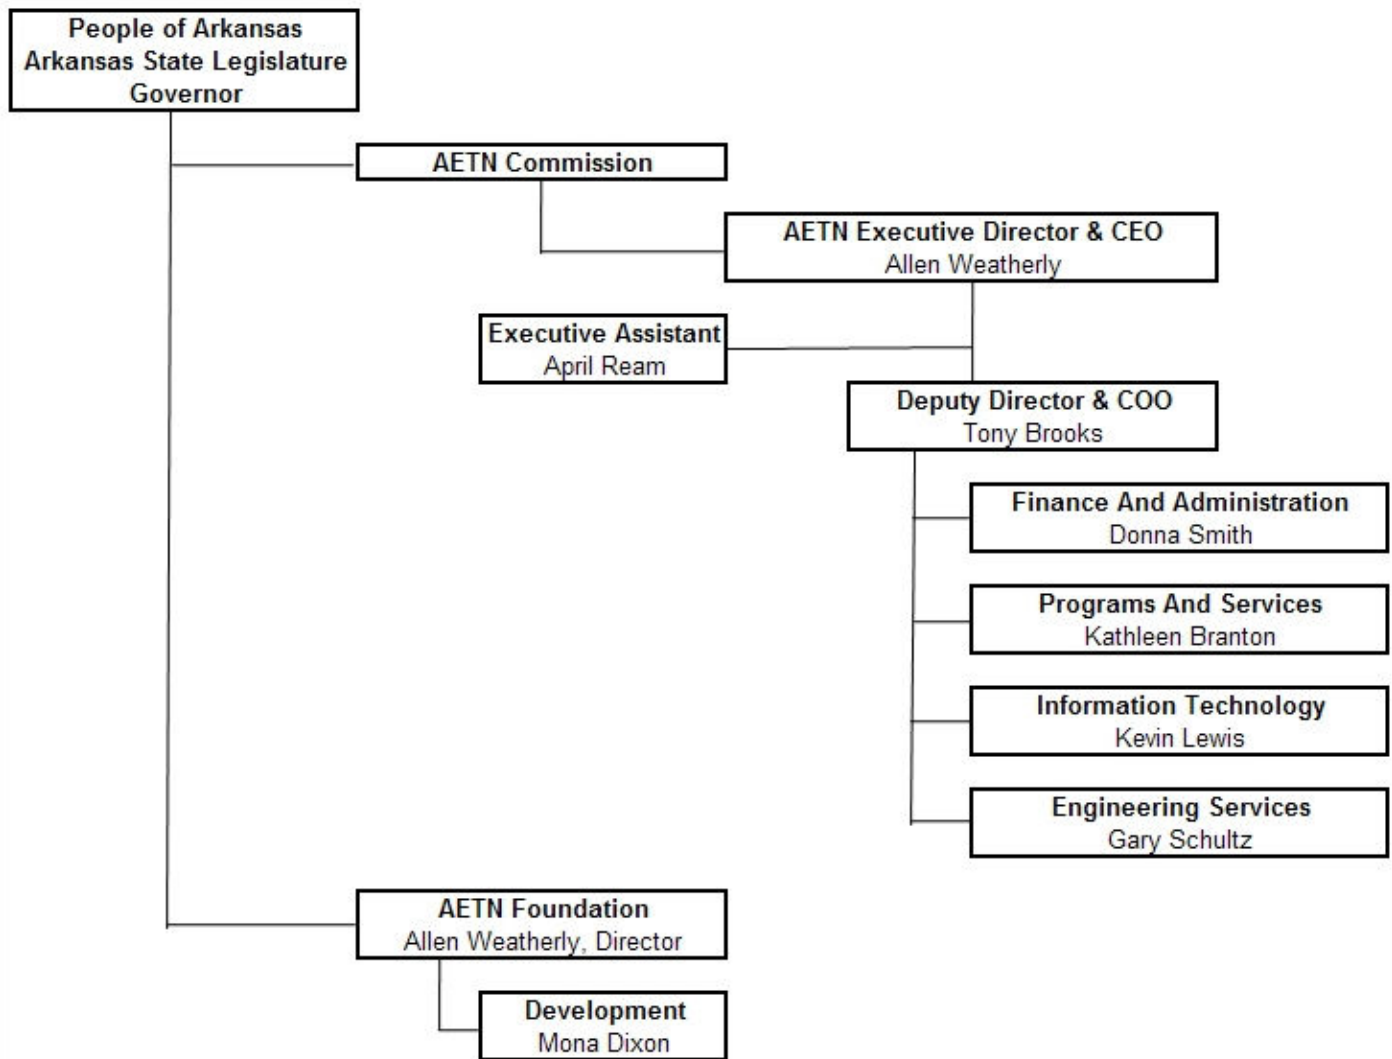 People of Arkansas
Arkansas State Legislature
Governor
AETN Commission
AETN Executive Director & CEO
Allen Weatherly
Executive Assistant
April Ream
Deputy Director & COO
Tony Brooks
Finance And Administration
Donna Smith
Programs And Services
Kathleen Branton
Information Technology
Kevin Lewis
Engineering Services
Gary Schultz
AETN Foundation
Allen Weatherly, Director
Development
Mona Dixon